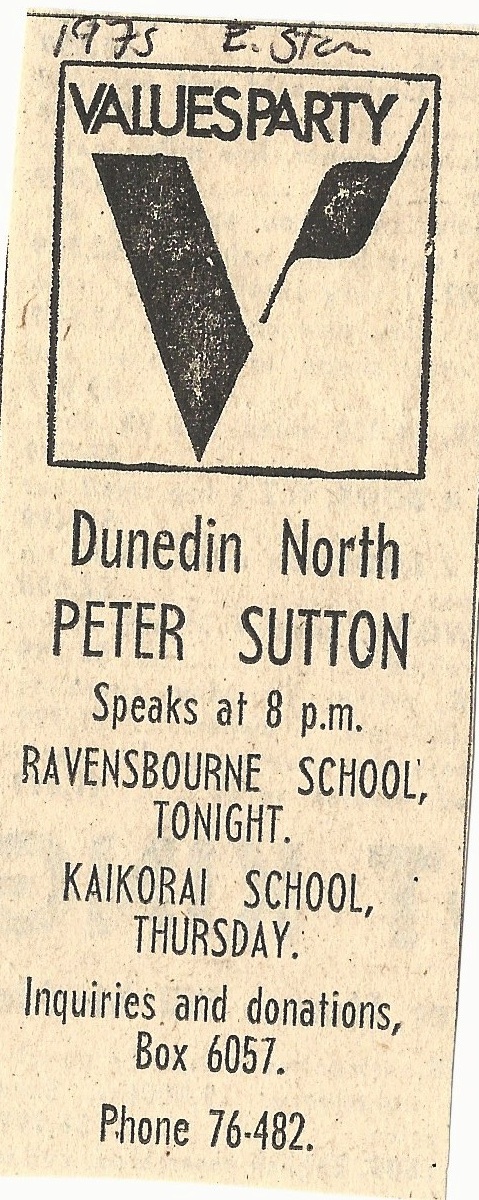 1975 E. Star
VALUES PARTY
Dunedin North
PETER SUTTON
Speaks at 8 p.m.
RAVENSBOURNE SCHOOL,
TONIGHT.
KAIKORAI SCHOOL,
THURSDAY.
Inquiries and donations,
Box 6057.
Phone 76-482.